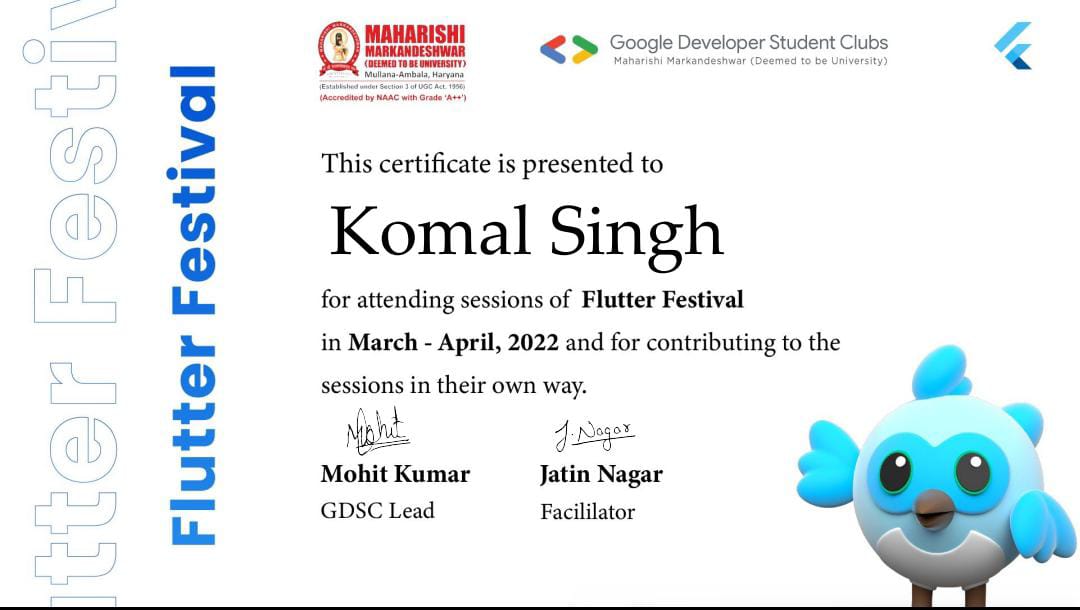 utter Festiv
Flutter Festival
MAHARISHI
MARKANDESHWAR
(DEEMED TO BE UNIVERSITY)
Mullana-Ambala, Haryana
(Established under Section 3 of UGC Act, 1956)
(Accredited by NAAC with Grade 'A++')
Google Developer Student Clubs
Maharishi Markandeshwar (Deemed to be University)
This certificate is presented to
Komal Singh
for attending sessions of Flutter Festival
in March - April, 2022 and for contributing to the
sessions in their own way.
Mohit
J. Nagar
Mohit Kumar
Jatin Nagar
GDSC Lead
Facililator